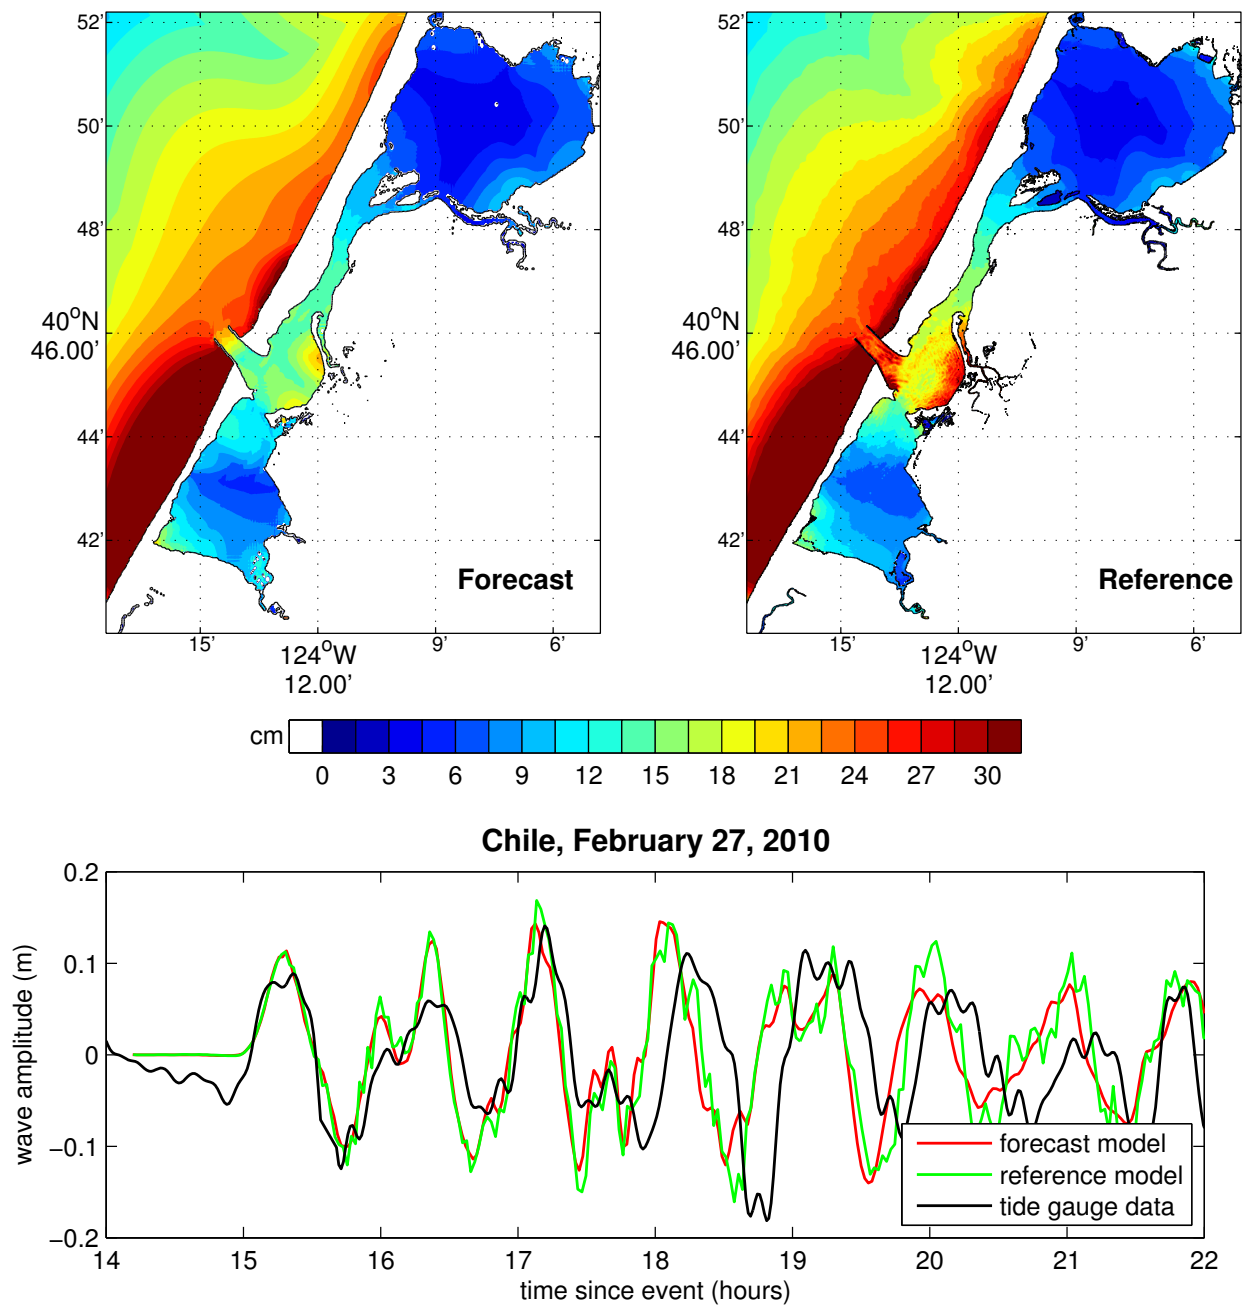 52'
50'
48'
40°N
46.00'
44'
42'
15'
124°W
12.00'
9'
6'
Forecast
52'
50'
48'
40°N
46.00'
44'
42'
15'
124°W
12.00'
9'
6'
Reference
cm
0 3 6 9 12 15 18 21 24 27 30
Chile, February 27, 2010
wave amplitude (m)
0.2
0.1
0
−0.1
−0.2
14 15 16 17 18 19 20 21 22
time since event (hours)
forecast model
reference model
tide gauge data